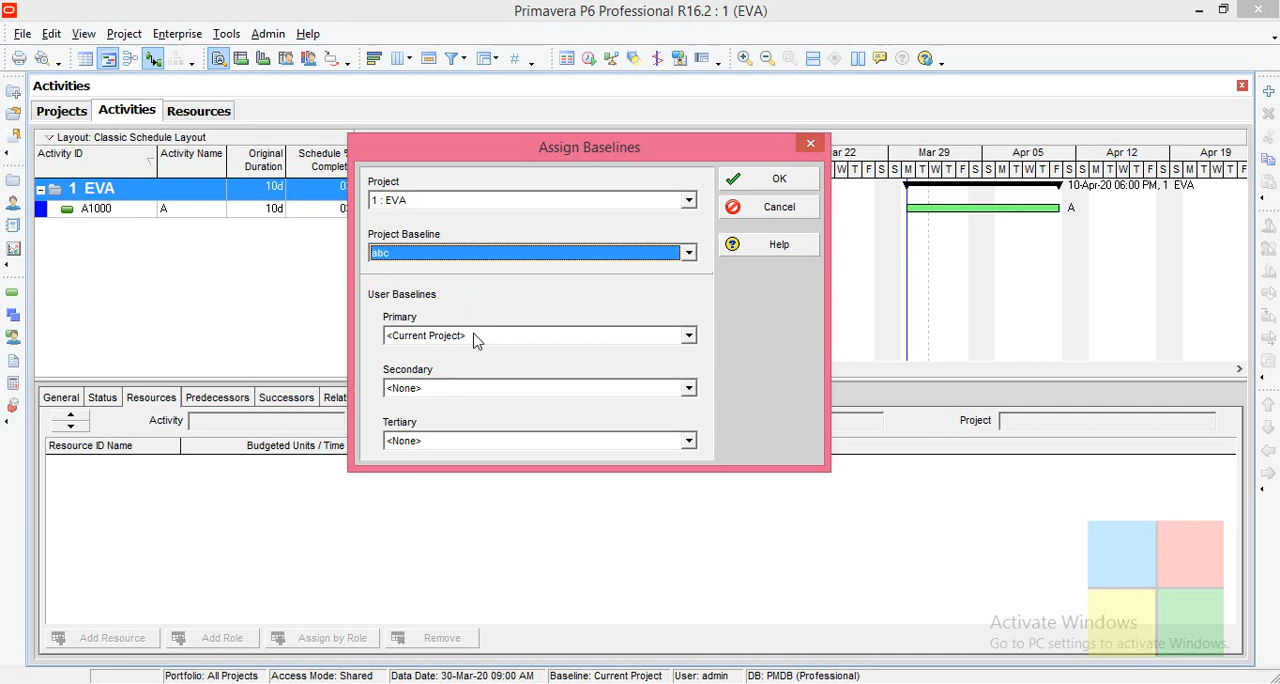 Primavera P6 Professional R16.2 : 1 (EVA)
File Edit View Project Enterprise Tools Admin Help
Activities
Projects Activities Resources
Layout: Classic Schedule Layout
Activity ID Activity Name Original Duration Schedule % Complet
ar 22 Mar 29 Apr 05 Apr 12 Apr 19
W T F S S M T W T F S S M T W T F S S M T W T F S S M T W T F S
1 EVA 10d 0
10-Apr-20 06:00 PM, 1 EVA
A1000 A 10d 0
A
Assign Baselines
Project
1 : EVA
Project Baseline
abc
User Baselines
Primary
<Current Project>
Secondary
<None>
Tertiary
<None>
OK
Cancel
Help
General Status Resources Predecessors Successors Relat
Activity Project
Resource ID Name Budgeted Units / Time
Add Resource Add Role Assign by Role Remove
Activate Windows
Go to PC settings to activate Windows.
Portfolio: All Projects Access Mode: Shared Data Date: 30-Mar-20 09:00 AM Baseline: Current Project User: admin DB: PMDB (Professional)